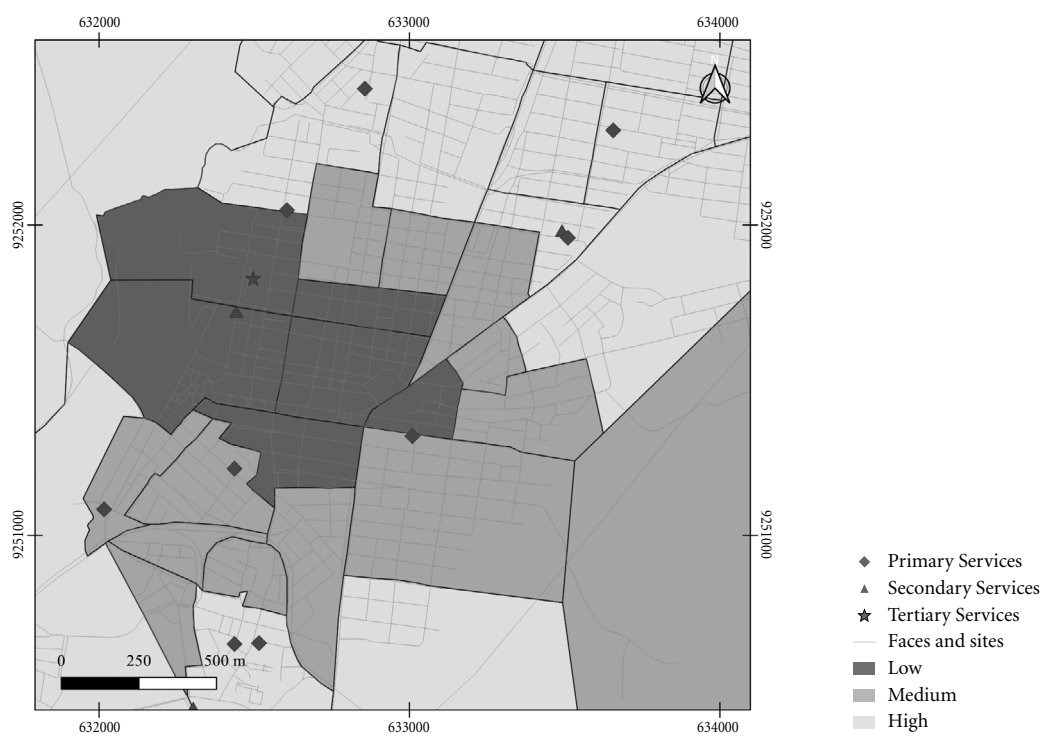 632000 633000 634000
9252000 9252000
9251000 9251000
0 250 500 m
632000 633000 634000
Primary Services
Secondary Services
Tertiary Services
Faces and sites
Low
Medium
High